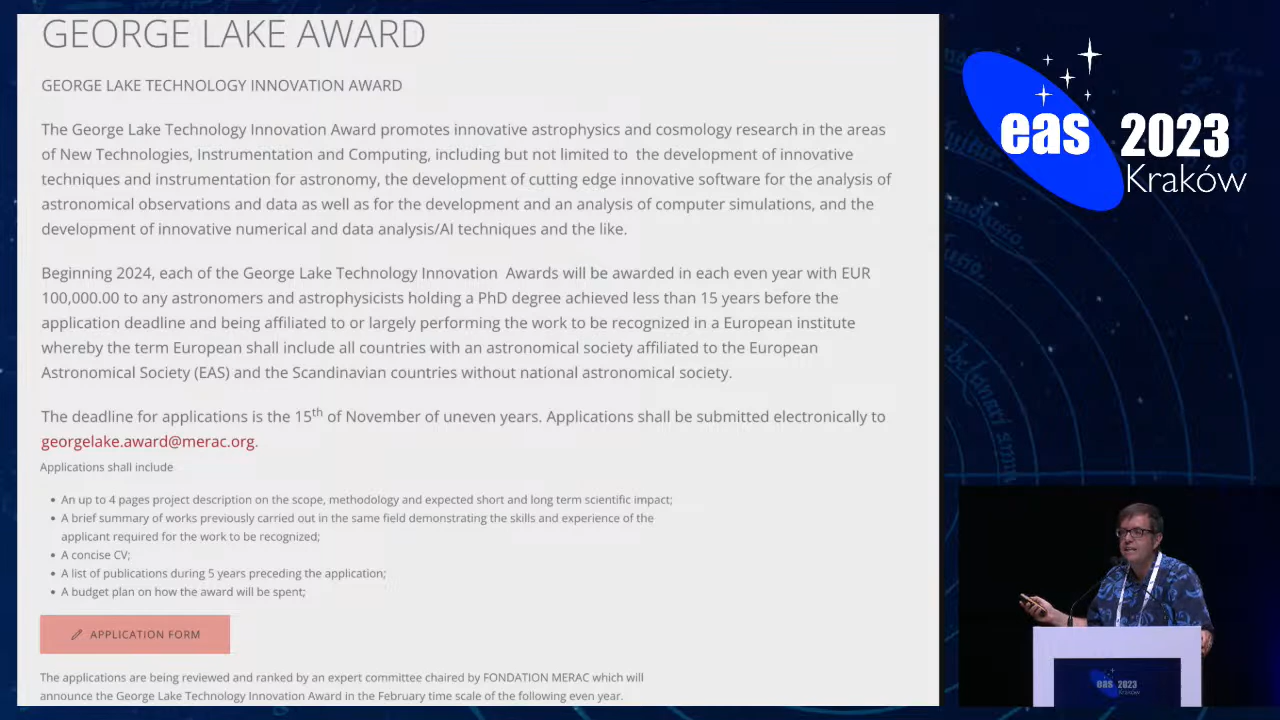 GEORGE LAKE AWARD
GEORGE LAKE TECHNOLOGY INNOVATION AWARD
The George Lake Technology Innovation Award promotes innovative astrophysics and cosmology research in the areas
of New Technologies, Instrumentation and Computing, including but not limited to the development of innovative
techniques and instrumentation for astronomy, the development of cutting edge innovative software for the analysis of
astronomical observations and data as well as for the development and an analysis of computer simulations, and the
development of innovative numerical and data analysis/AI techniques and the like.
Beginning 2024, each of the George Lake Technology Innovation Awards will be awarded in each even year with EUR
100,000.00 to any astronomers and astrophysicists holding a PhD degree achieved less than 15 years before the
application deadline and being affiliated to or largely performing the work to be recognized in a European institute
whereby the term European shall include all countries with an astronomical society affiliated to the European
Astronomical Society (EAS) and the Scandinavian countries without national astronomical society.
The deadline for applications is the 15th of November of uneven years. Applications shall be submitted electronically to
georgelake.award@merac.org.
Applications shall include
• An up to 4 pages project description on the scope, methodology and expected short and long term scientific impact;
• A brief summary of works previously carried out in the same field demonstrating the skills and experience of the
applicant required for the work to be recognized;
• A concise CV;
• A list of publications during 5 years preceding the application;
• A budget plan on how the award will be spent;
APPLICATION FORM
The applications are being reviewed and ranked by an expert committee chaired by FONDATION MERAC which will
announce the George Lake Technology Innovation Award in the February time scale of the following even year.
eas 2023
Kraków
eas 2023
Kraków